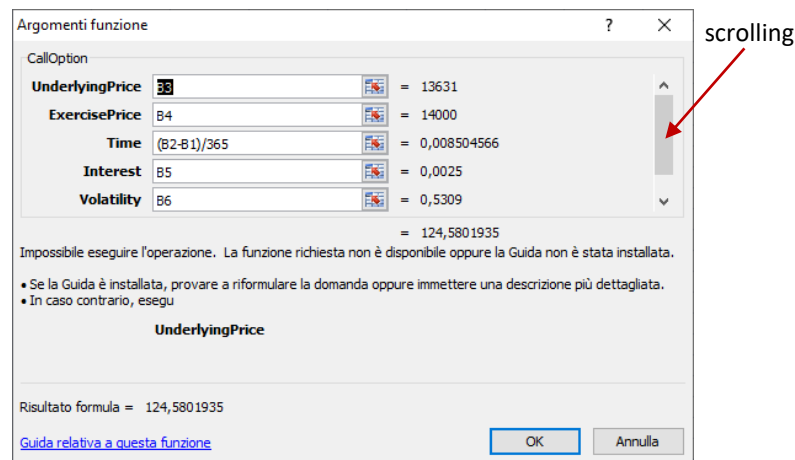 Argomenti funzione ? ×
scrolling
CallOption
UnderlyingPrice B3 = 13631
ExercisePrice B4 = 14000
Time (B2-B1)/365 = 0,008504566
Interest B5 = 0,0025
Volatility B6 = 0,5309
= 124,5801935
Impossibile eseguire l'operazione. La funzione richiesta non è disponibile oppure la Guida non è stata installata.
• Se la Guida è installata, provare a riformulare la domanda oppure immettere una descrizione più dettagliata.
• In caso contrario, esegu
UnderlyingPrice
Risultato formula = 124,5801935
Guida relativa a questa funzione OK Annulla